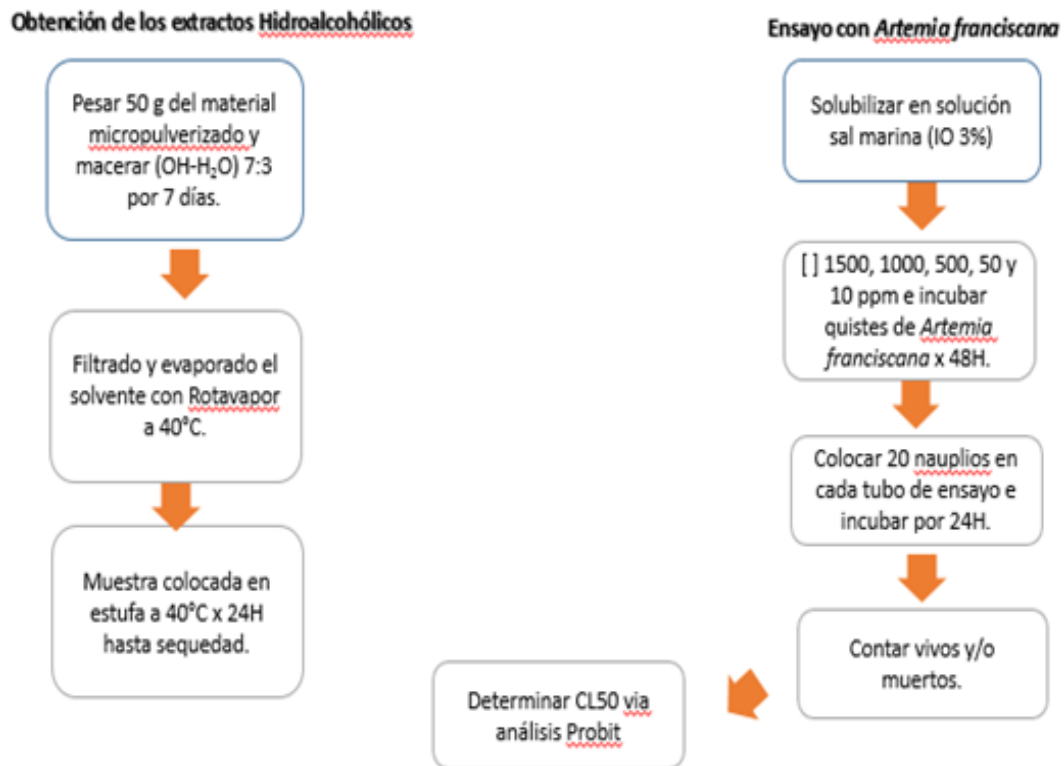 Obtención de los extractos Hidroalcohólicos
Pesar 50 g del material
micropulverizado y
macerar (OH-H₂O) 7:3
por 7 días.
Filtrado y evaporado el
solvente con Rotavapor
a 40°C.
Muestra colocada en
estufa a 40°C x 24H
hasta sequedad.
Ensayo con Artemia franciscana
Solubilizar en solución
sal marina (IO 3%)
[ ] 1500, 1000, 500, 50 y
10 ppm e incubar
quistes de Artemia
franciscana x 48H.
Colocar 20 nauplios en
cada tubo de ensayo e
incubar por 24H.
Contar vivos y/o
muertos.
Determinar CL50 via
análisis Probit